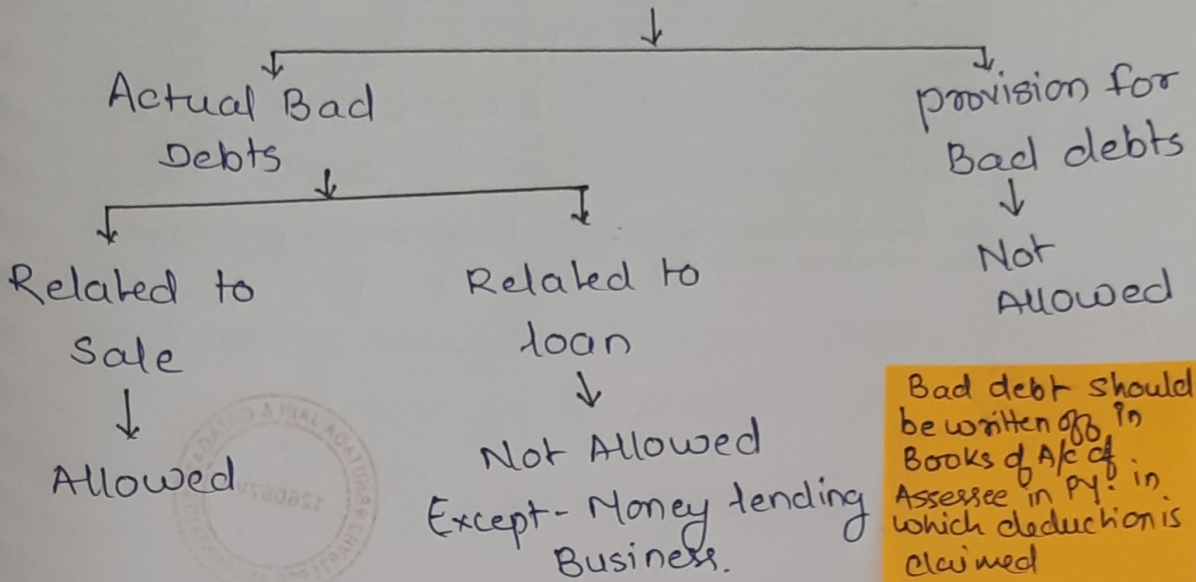 Actual Bad
Debts
provision for
Bad debts
Not
Allowed
Related to
Sale
Allowed
Related to
loan
Not Allowed
Except - Money lending
Business.
Bad debt should
be written off in
Books of A/c of
Assessee in P.Y. in
which deduction is
claimed